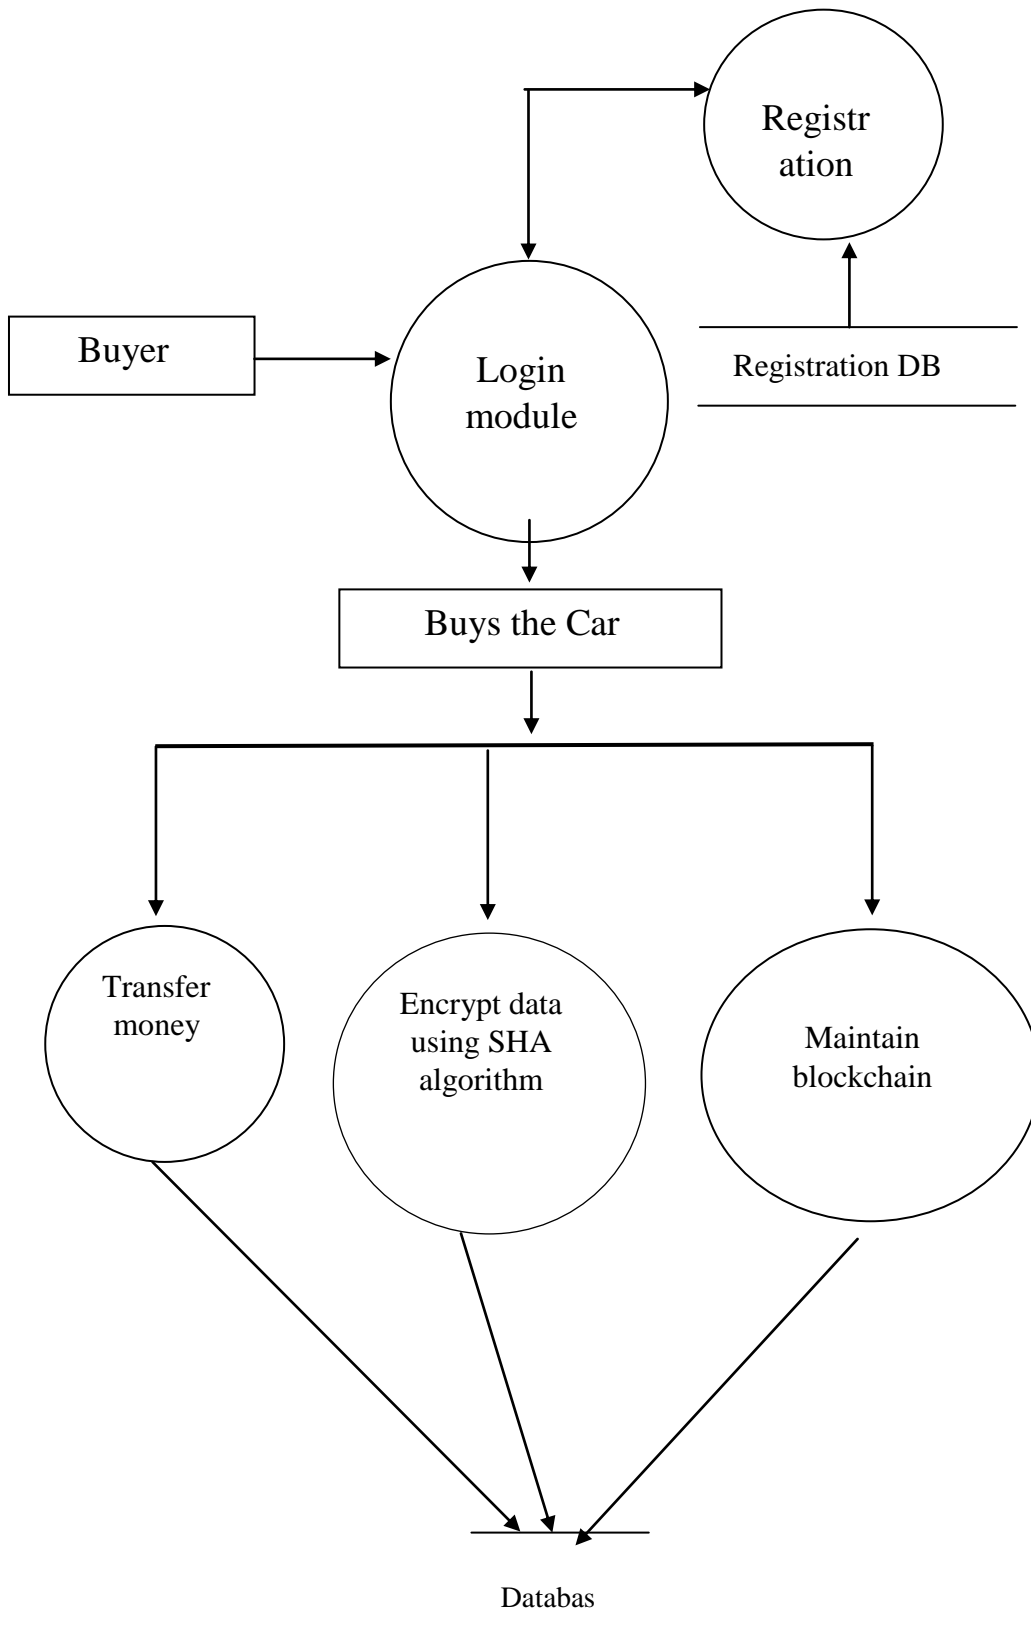 Registr
ation
Buyer
Login
module
Registration DB
Buys the Car
Transfer
money
Encrypt data
using SHA
algorithm
Maintain
blockchain
Databas